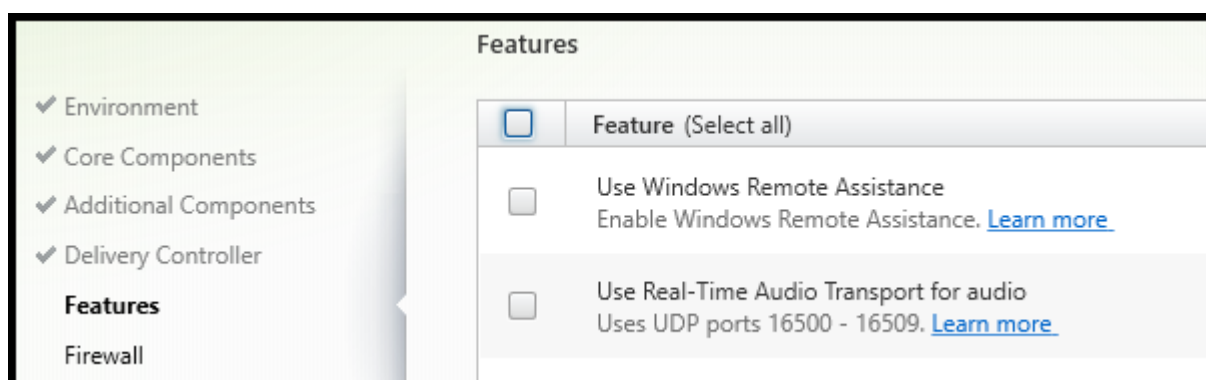 Features
Environment
Core Components
Additional Components
Delivery Controller
Features
Firewall
Feature (Select all)
Use Windows Remote Assistance
Enable Windows Remote Assistance. Learn more
Use Real-Time Audio Transport for audio
Uses UDP ports 16500 - 16509. Learn more